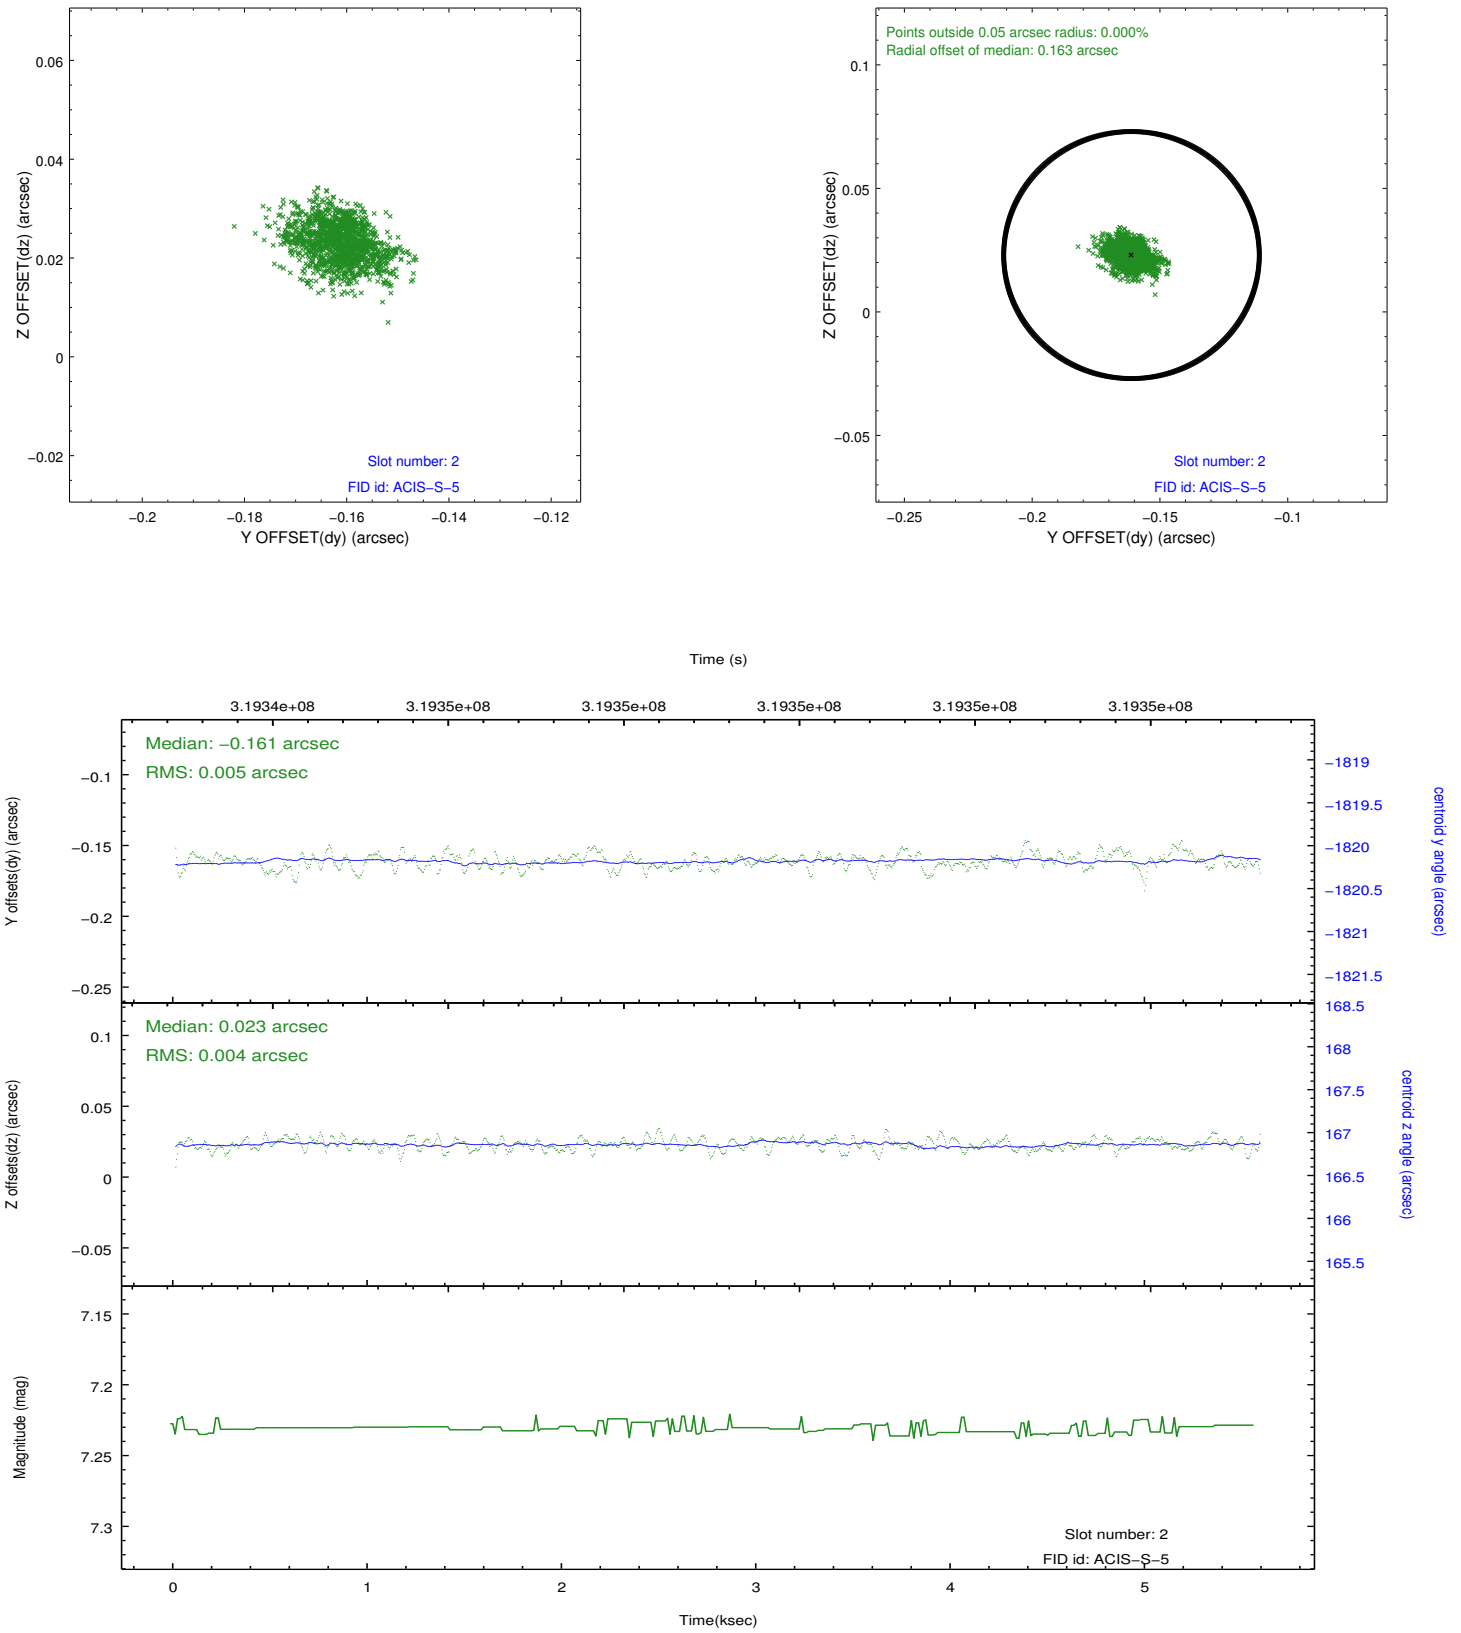 0.06
0.04
0.02
0
−0.02
Z OFFSET(dz) (arcsec)
Slot number: 2
FID id: ACIS−S−5
−0.2 −0.18 −0.16 −0.14 −0.12
Y OFFSET(dy) (arcsec)
Points outside 0.05 arcsec radius: 0.000%
Radial offset of median: 0.163 arcsec
0.1
0.05
0
−0.05
Z OFFSET(dz) (arcsec)
Slot number: 2
FID id: ACIS−S−5
−0.25 −0.2 −0.15 −0.1
Y OFFSET(dy) (arcsec)
Time (s)
3.1934e+08 3.1935e+08 3.1935e+08 3.1935e+08 3.1935e+08 3.1935e+08
Median: −0.161 arcsec
RMS: 0.005 arcsec
−0.1
−0.15
−0.2
−0.25
Y offsets(dy) (arcsec)
−1819
−1819.5
−1820
−1820.5
−1821
−1821.5
centroid y angle (arcsec)
Median: 0.023 arcsec
RMS: 0.004 arcsec
0.1
0.05
0
−0.05
Z offsets(dz) (arcsec)
168.5
168
167.5
167
166.5
166
165.5
centroid z angle (arcsec)
7.15
7.2
7.25
7.3
Magnitude (mag)
Slot number: 2
FID id: ACIS−S−5
0 1 2 3 4 5
Time(ksec)